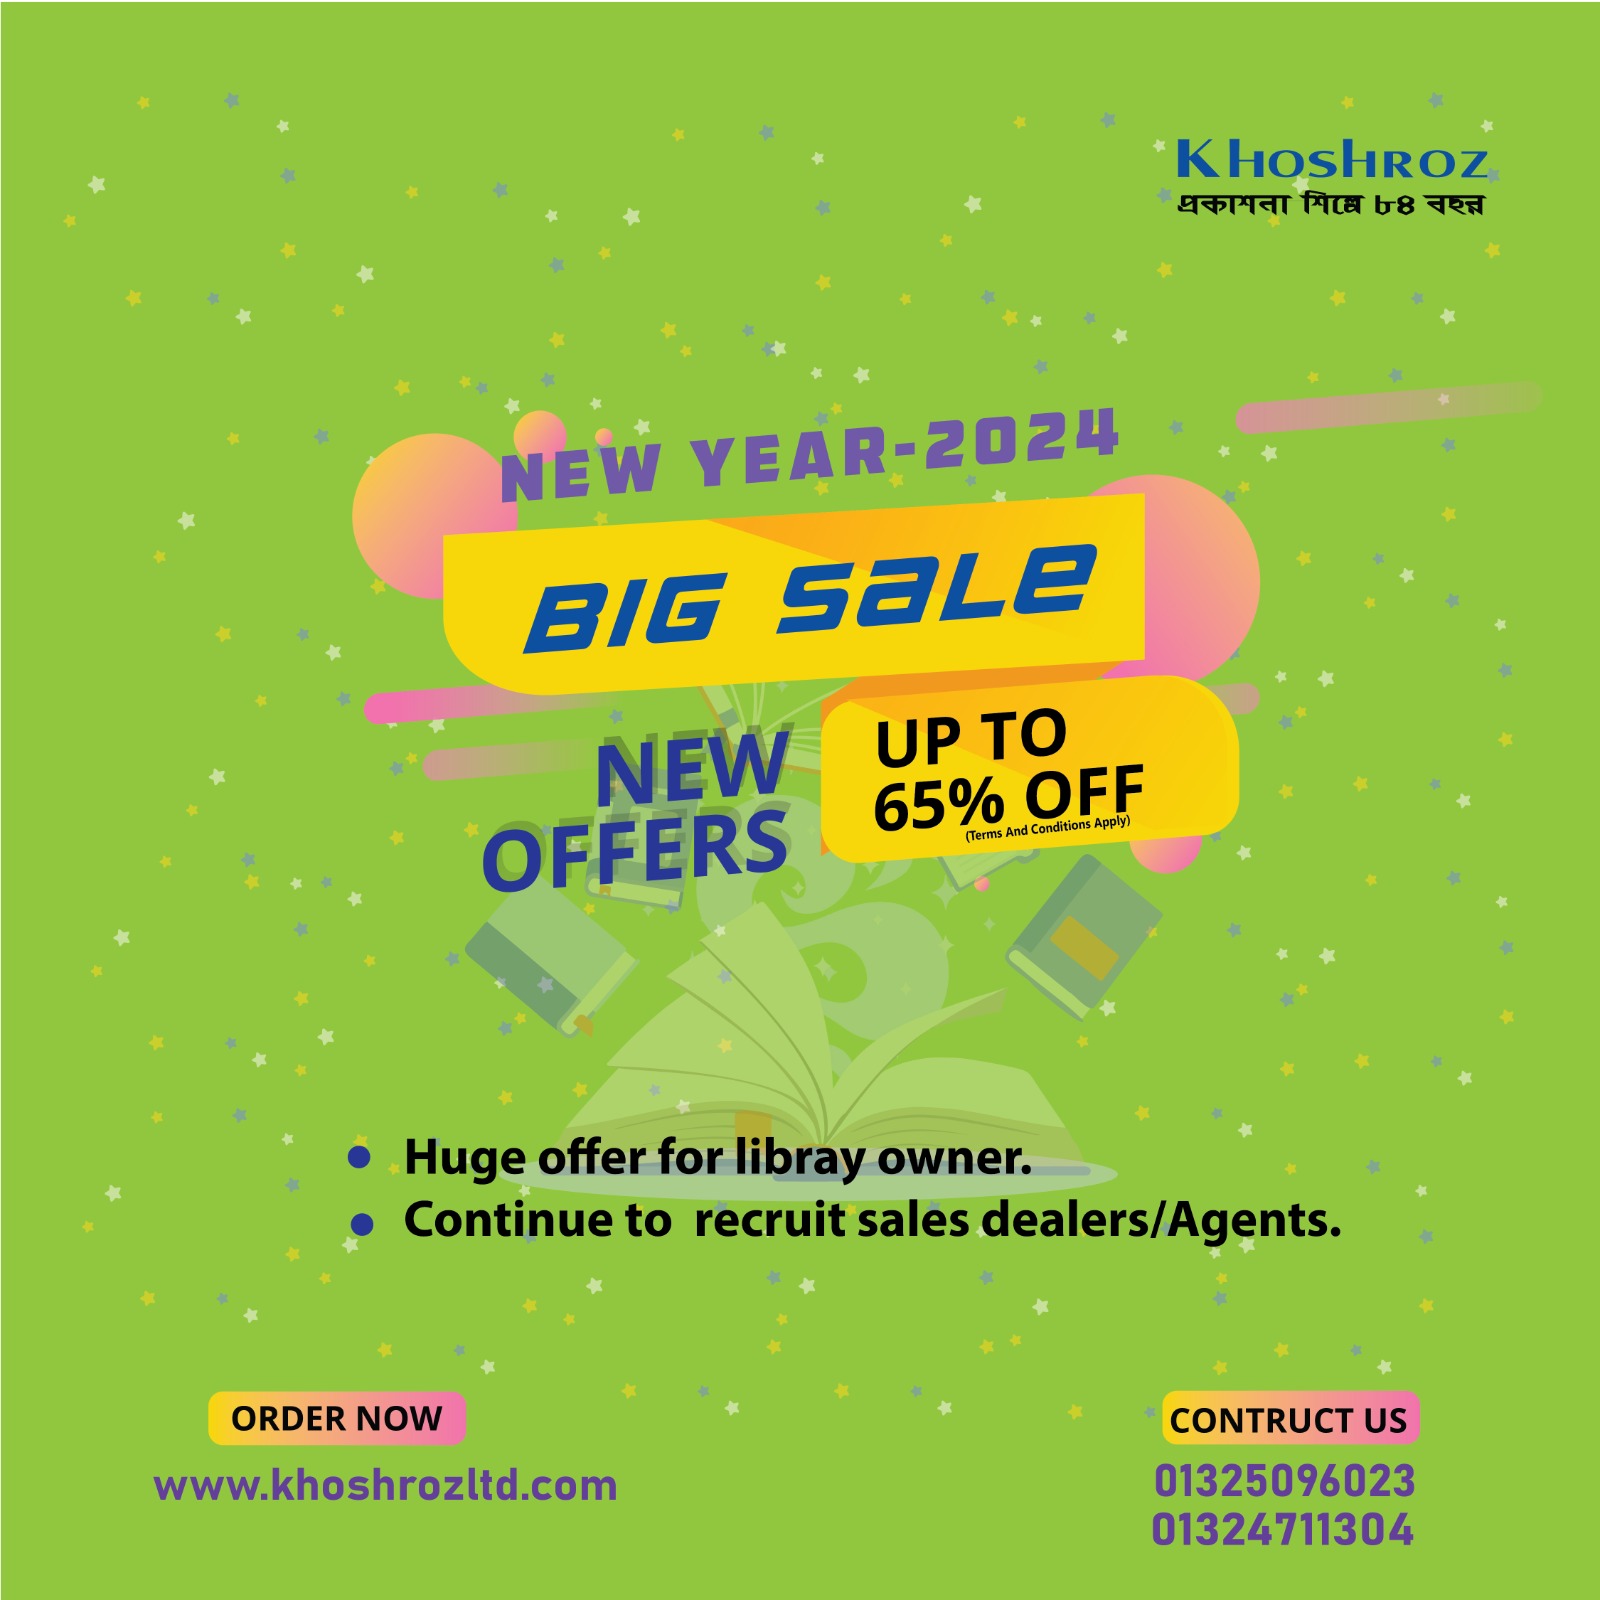 KHOSHROZ
প্রকাশনা শিল্পে ৮৪ বছর
NEW YEAR-2024
BIG SALE
NEW
OFFERS
UP TO
65% OFF
(Terms And Conditions Apply)
Huge offer for libray owner.
Continue to recruit sales dealers/Agents.
ORDER NOW
www.khoshrozltd.com
CONTRUCT US
01325096023
01324711304